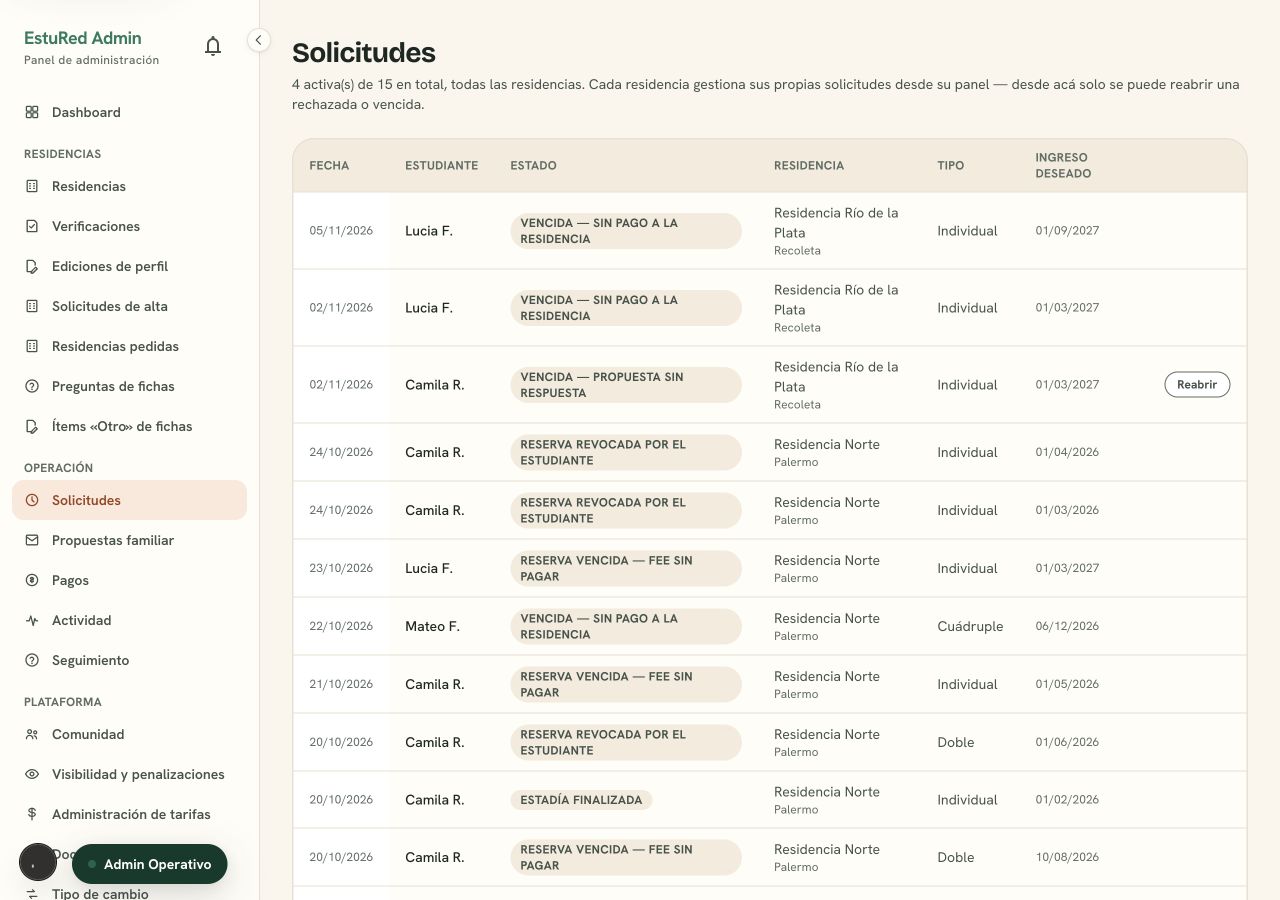 EstuRed Admin
Panel de administración
Dashboard
RESIDENCIAS
Residencias
Verificaciones
Ediciones de perfil
Solicitudes de alta
Residencias pedidas
Preguntas de fichas
Ítems «Otro» de fichas
OPERACIÓN
Solicitudes
Propuestas familiar
Pagos
Actividad
Seguimiento
PLATAFORMA
Comunidad
Visibilidad y penalizaciones
Administración de tarifas
Admin Operativo
Tipo de cambio
Solicitudes
4 activa(s) de 15 en total, todas las residencias. Cada residencia gestiona sus propias solicitudes desde su panel — desde acá solo se puede reabrir una
rechazada o vencida.
FECHA ESTUDIANTE ESTADO RESIDENCIA TIPO INGRESO
DESEADO
05/11/2026 Lucia F. VENCIDA — SIN PAGO A LA
RESIDENCIA Residencia Río de la
Plata
Recoleta Individual 01/09/2027
02/11/2026 Lucia F. VENCIDA — SIN PAGO A LA
RESIDENCIA Residencia Río de la
Plata
Recoleta Individual 01/03/2027
02/11/2026 Camila R. VENCIDA — PROPUESTA SIN
RESPUESTA Residencia Río de la
Plata
Recoleta Individual 01/03/2027 Reabrir
24/10/2026 Camila R. RESERVA REVOCADA POR EL
ESTUDIANTE Residencia Norte
Palermo Individual 01/04/2026
24/10/2026 Camila R. RESERVA REVOCADA POR EL
ESTUDIANTE Residencia Norte
Palermo Individual 01/03/2026
23/10/2026 Lucia F. RESERVA VENCIDA — FEE SIN
PAGAR Residencia Norte
Palermo Individual 01/03/2027
22/10/2026 Mateo F. VENCIDA — SIN PAGO A LA
RESIDENCIA Residencia Norte
Palermo Cuádruple 06/12/2026
21/10/2026 Camila R. RESERVA VENCIDA — FEE SIN
PAGAR Residencia Norte
Palermo Individual 01/05/2026
20/10/2026 Camila R. RESERVA REVOCADA POR EL
ESTUDIANTE Residencia Norte
Palermo Doble 01/06/2026
20/10/2026 Camila R. ESTADÍA FINALIZADA Residencia Norte
Palermo Individual 01/02/2026
20/10/2026 Camila R. RESERVA VENCIDA — FEE SIN
PAGAR Residencia Norte
Palermo Doble 10/08/2026